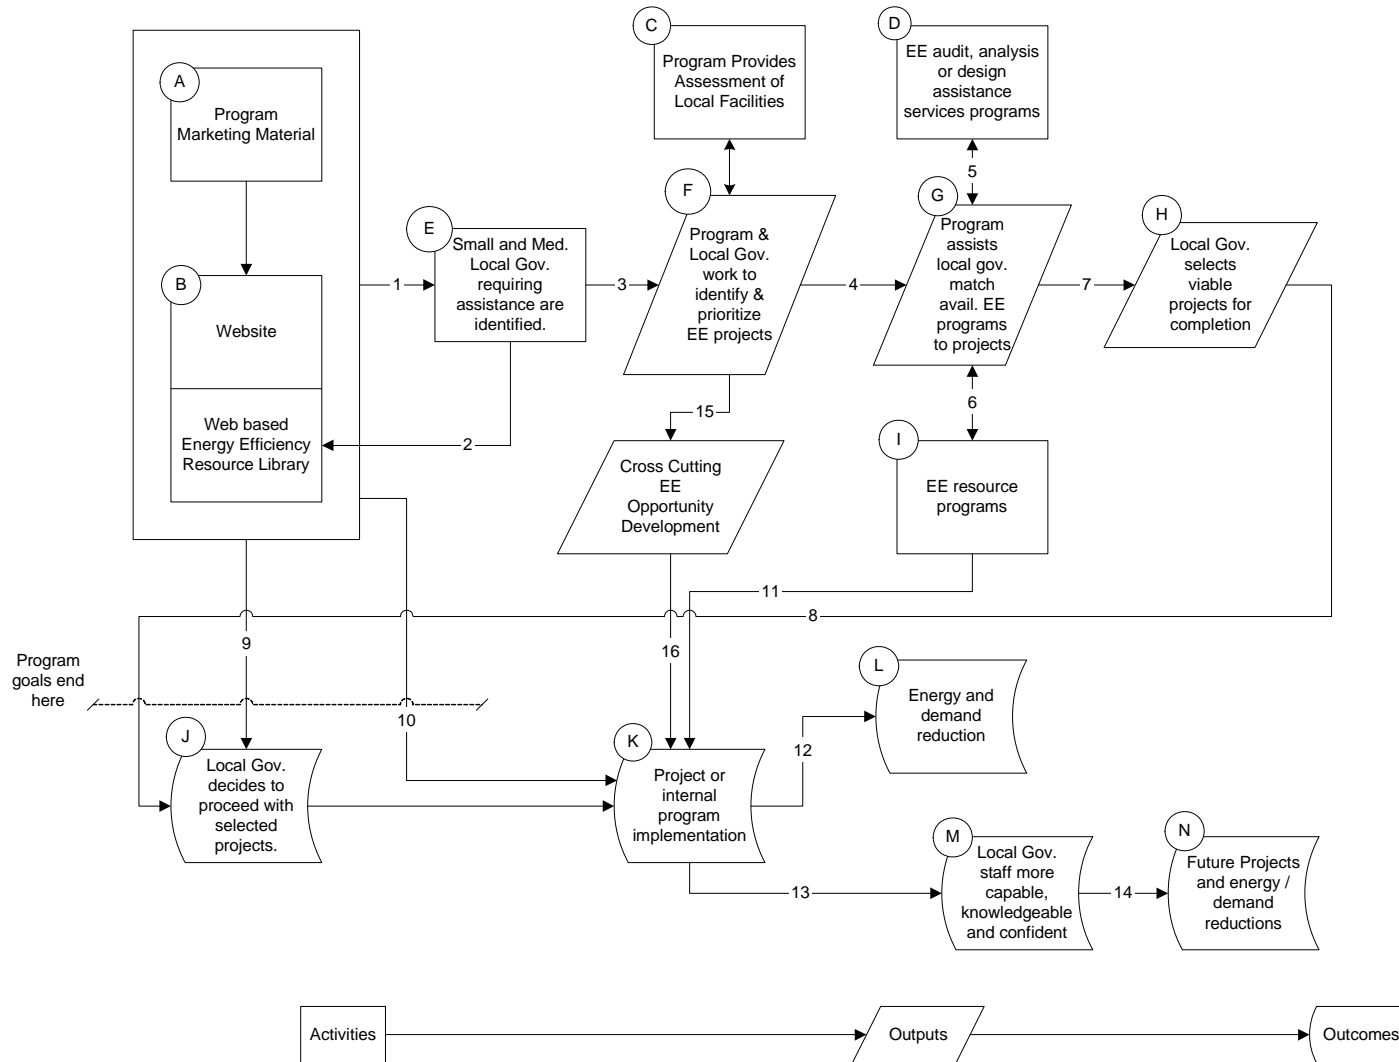 A
Program
Marketing Material
B
Website
Web based
Energy Efficiency
Resource Library
C
Program Provides
Assessment of
Local Facilities
D
EE audit, analysis
or design
assistance
services programs
1
E
Small and Med.
Local Gov.
requiring
assistance are
identified.
2
3
F
Program &
Local Gov.
work to
identify &
prioritize
EE projects
4
5
G
Program
assists
local gov.
match
avail. EE
programs
to projects
6
7
H
Local Gov.
selects
viable
projects for
completion
15
Cross Cutting
EE
Opportunity
Development
I
EE resource
programs
11
8
9
16
Program
goals end
here
10
J
Local Gov.
decides to
proceed with
selected
projects.
K
Project or
internal
program
implementation
12
L
Energy and
demand
reduction
13
M
Local Gov.
staff more
capable,
knowledgeable
and confident
14
N
Future Projects
and energy /
demand
reductions
Activities
Outputs
Outcomes